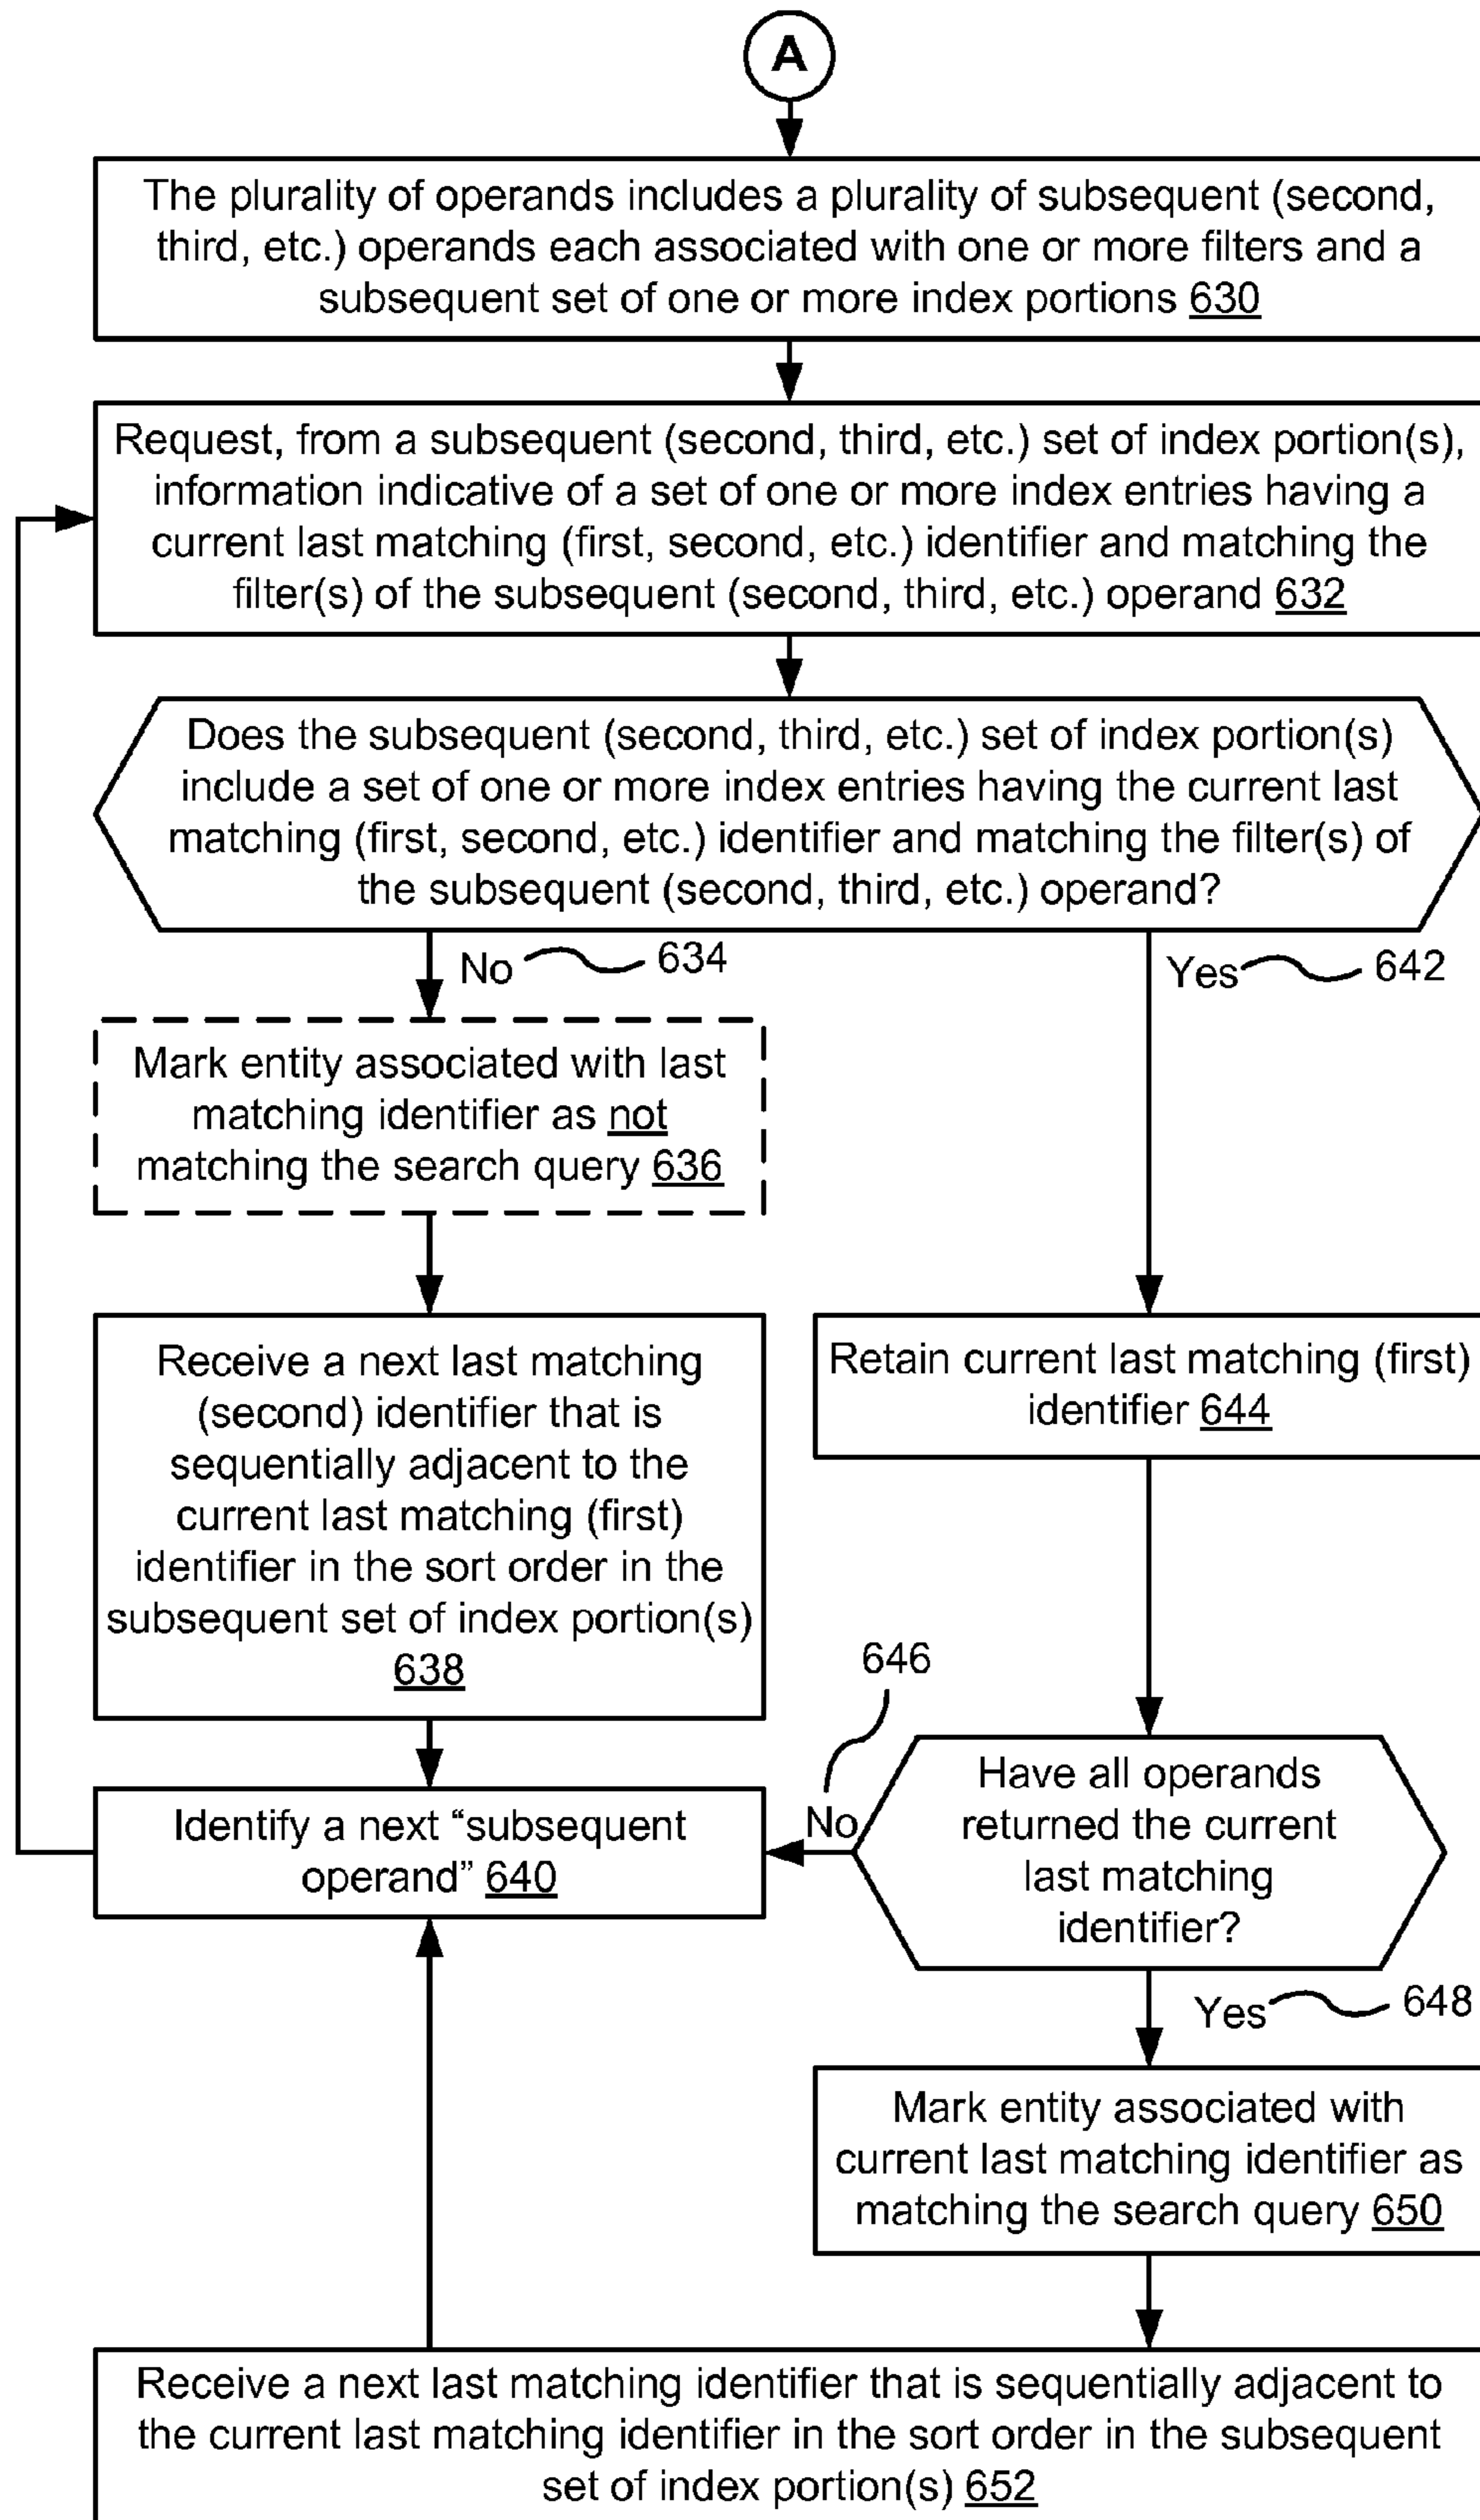 A
The plurality of operands includes a plurality of subsequent (second,
third, etc.) operands each associated with one or more filters and a
subsequent set of one or more index portions 630
Request, from a subsequent (second, third, etc.) set of index portion(s),
information indicative of a set of one or more index entries having a
current last matching (first, second, etc.) identifier and matching the
filter(s) of the subsequent (second, third, etc.) operand 632
Does the subsequent (second, third, etc.) set of index portion(s)
include a set of one or more index entries having the current last
matching (first, second, etc.) identifier and matching the filter(s) of
the subsequent (second, third, etc.) operand?
No 634
Yes 642
Mark entity associated with last
matching identifier as not
matching the search query 636
Receive a next last matching
(second) identifier that is
sequentially adjacent to the
current last matching (first)
identifier in the sort order in the
subsequent set of index portion(s)
638
Retain current last matching (first)
identifier 644
646
No
Have all operands
returned the current
last matching
identifier?
Identify a next “subsequent
operand” 640
Yes 648
Mark entity associated with
current last matching identifier as
matching the search query 650
Receive a next last matching identifier that is sequentially adjacent to
the current last matching identifier in the sort order in the subsequent
set of index portion(s) 652